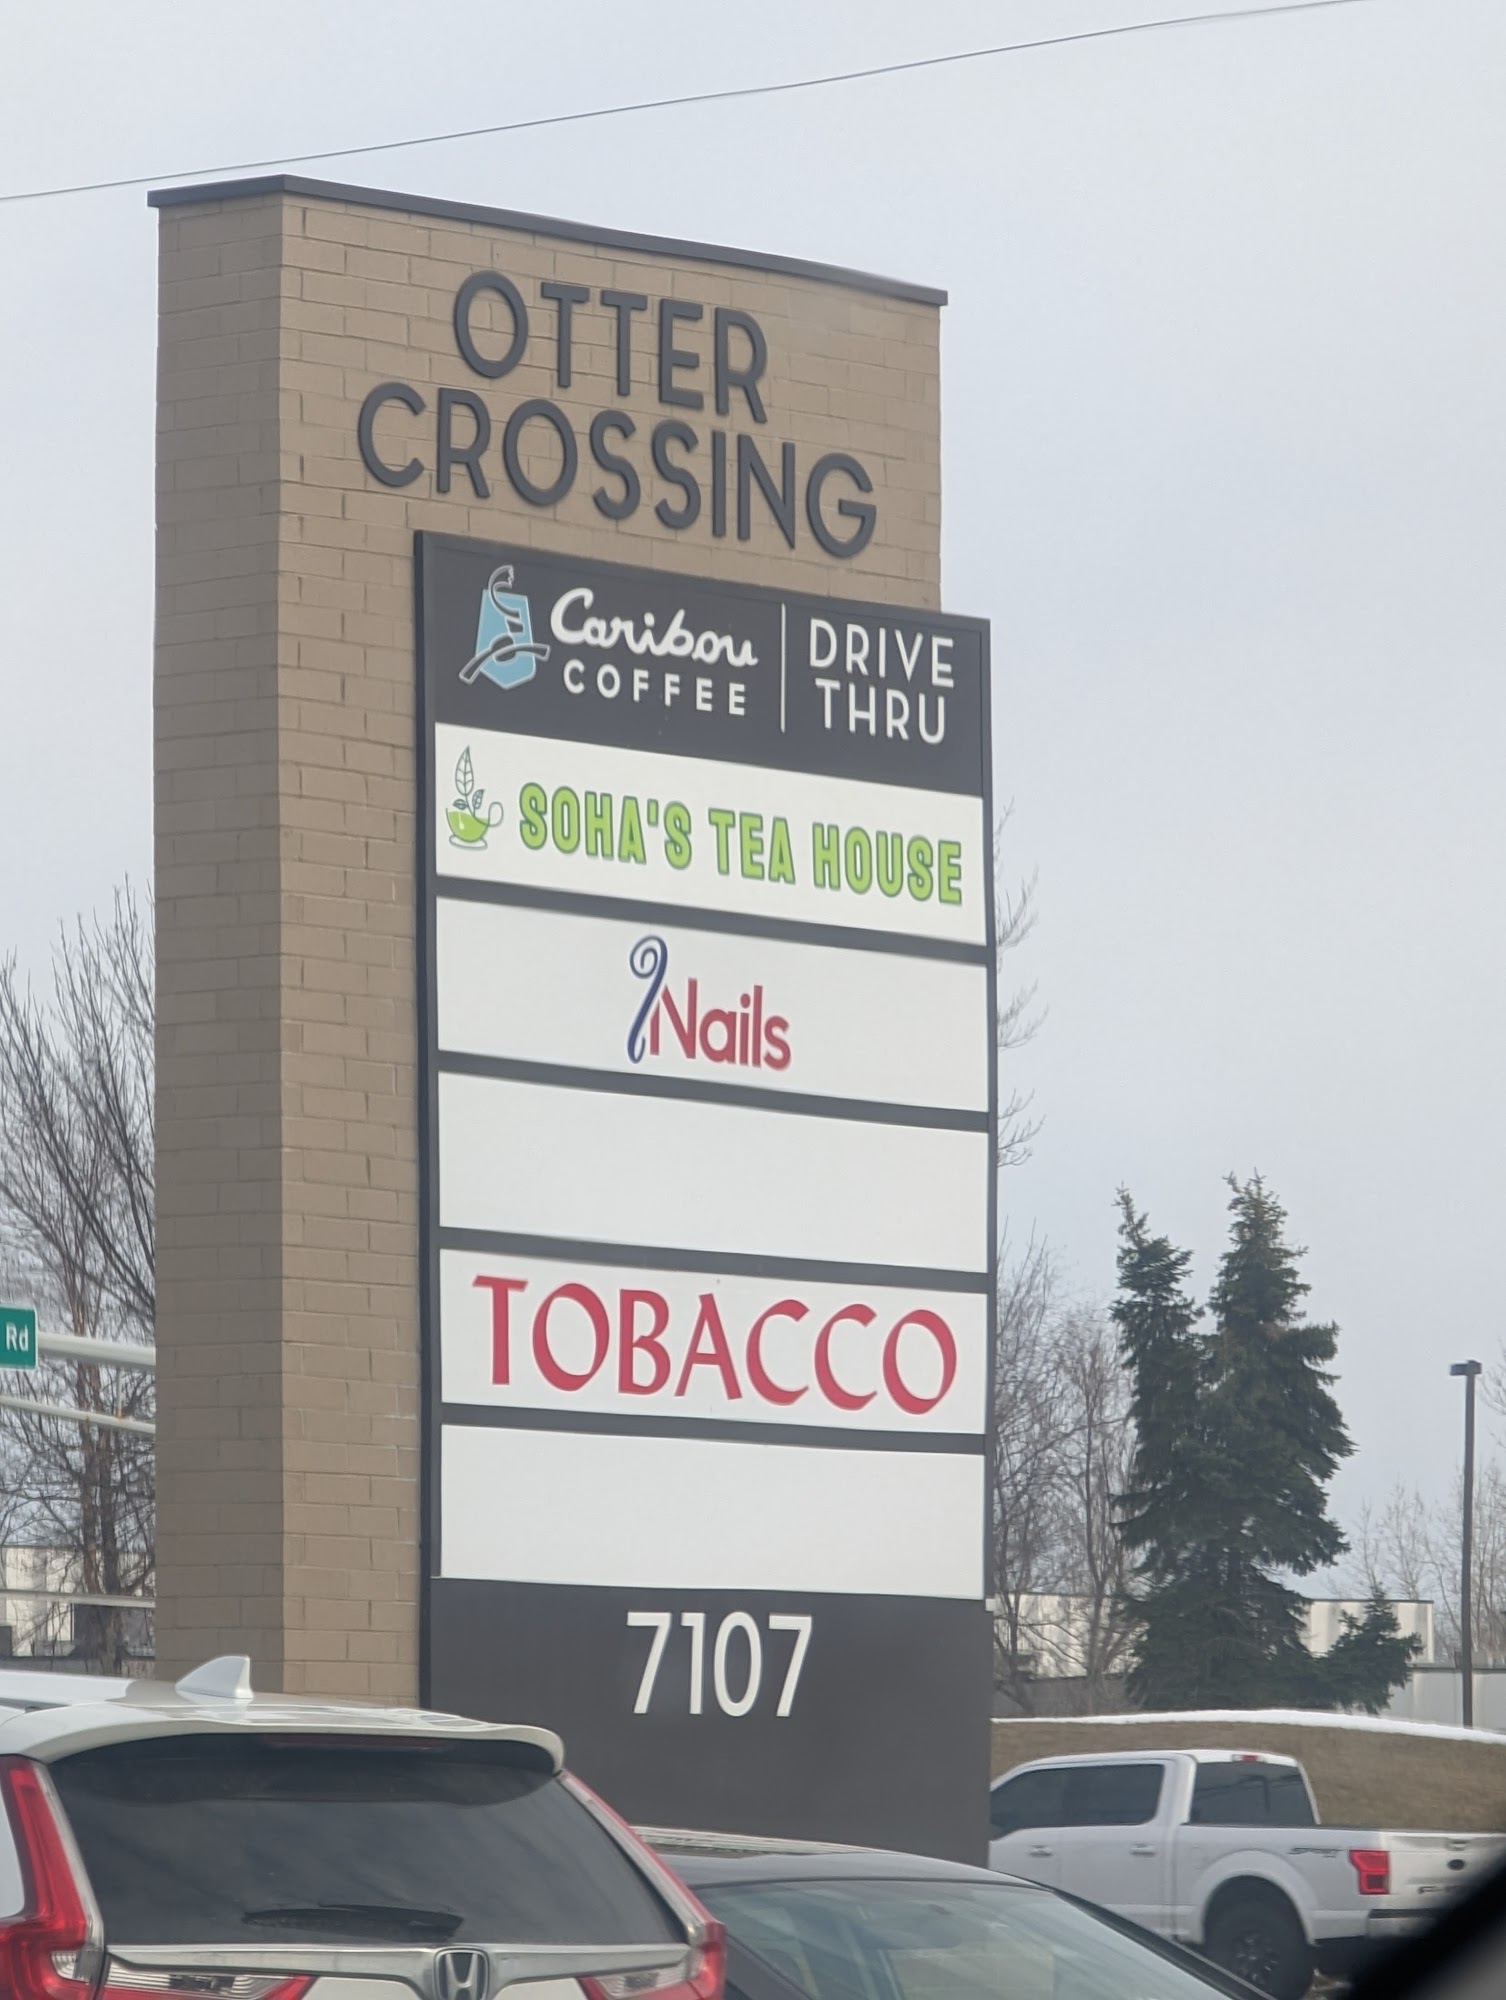 OTTER
CROSSING
Caribou
COFFEE
DRIVE
THRU
SOHA'S TEA HOUSE
Nails
TOBACCO
7107
Rd